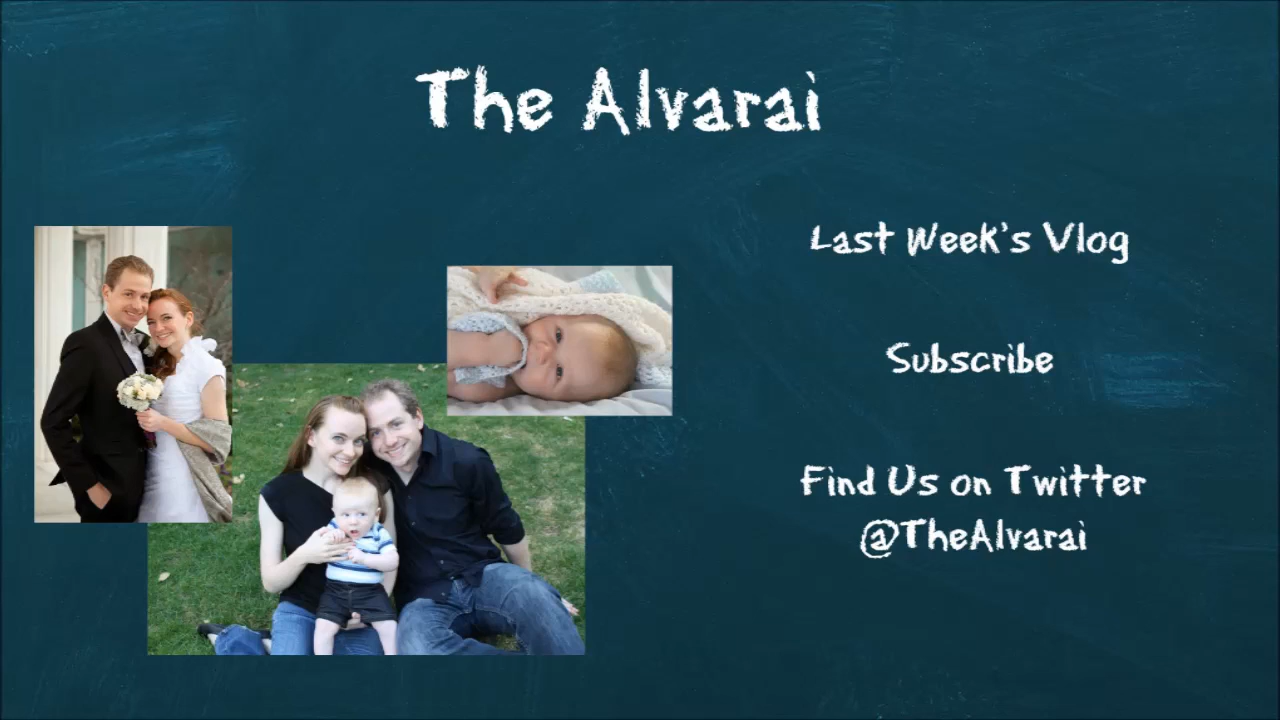 The Alvarai
Last Week's Vlog
Subscribe
Find Us on Twitter
@TheAlvarai